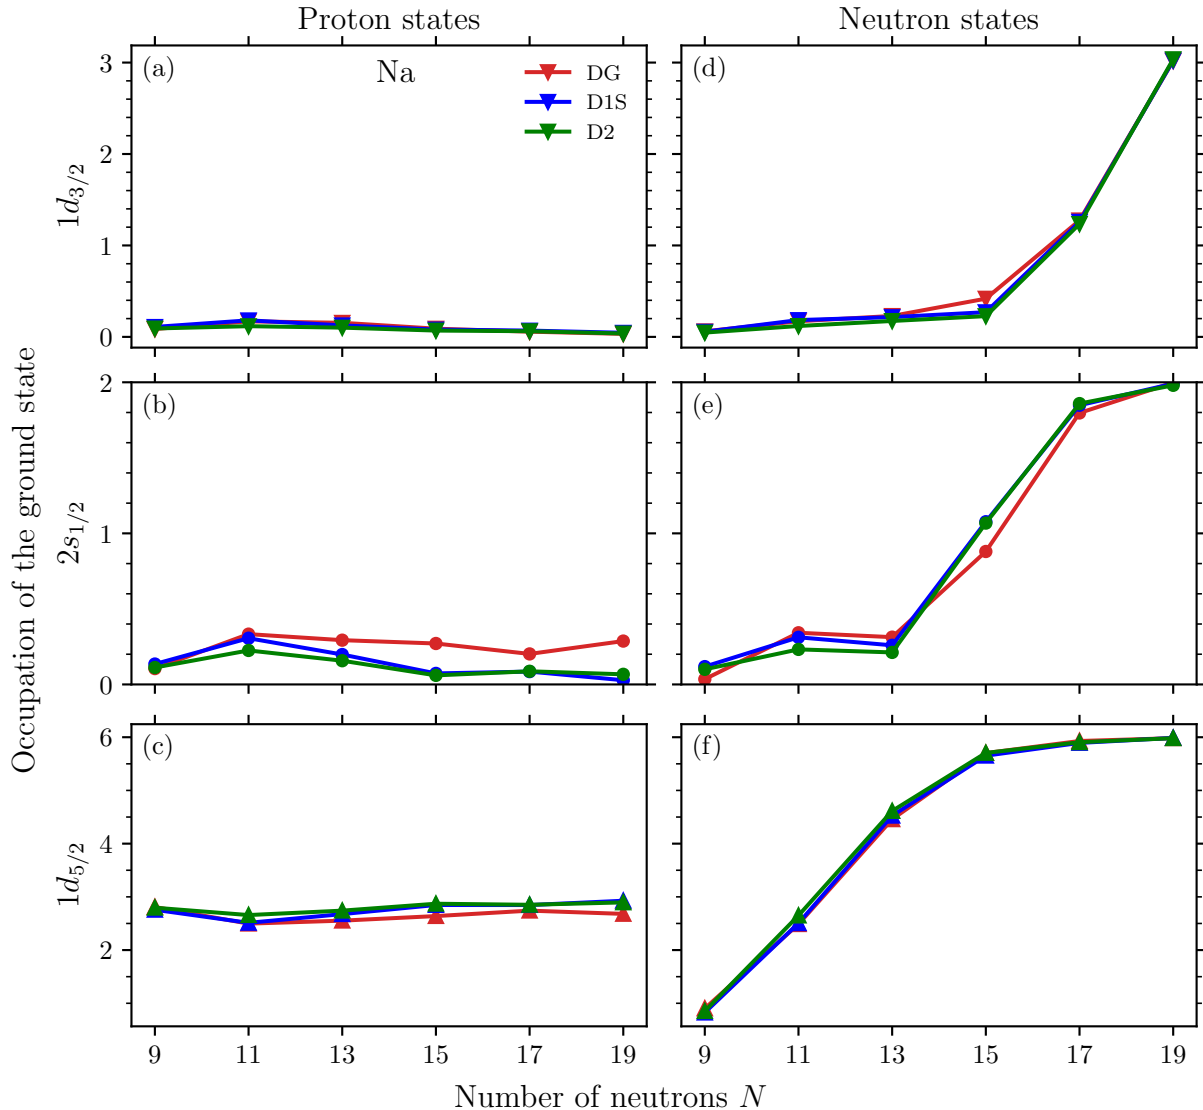 Proton states
Neutron states
(a)
Na
DG
D1S
D2
(d)
3
2
1
0
1d3/2
(b)
(e)
2
1
0
2s1/2
(c)
(f)
6
4
2
1d5/2
9 11 13 15 17 19
9 11 13 15 17 19
Occupation of the ground state
Number of neutrons N